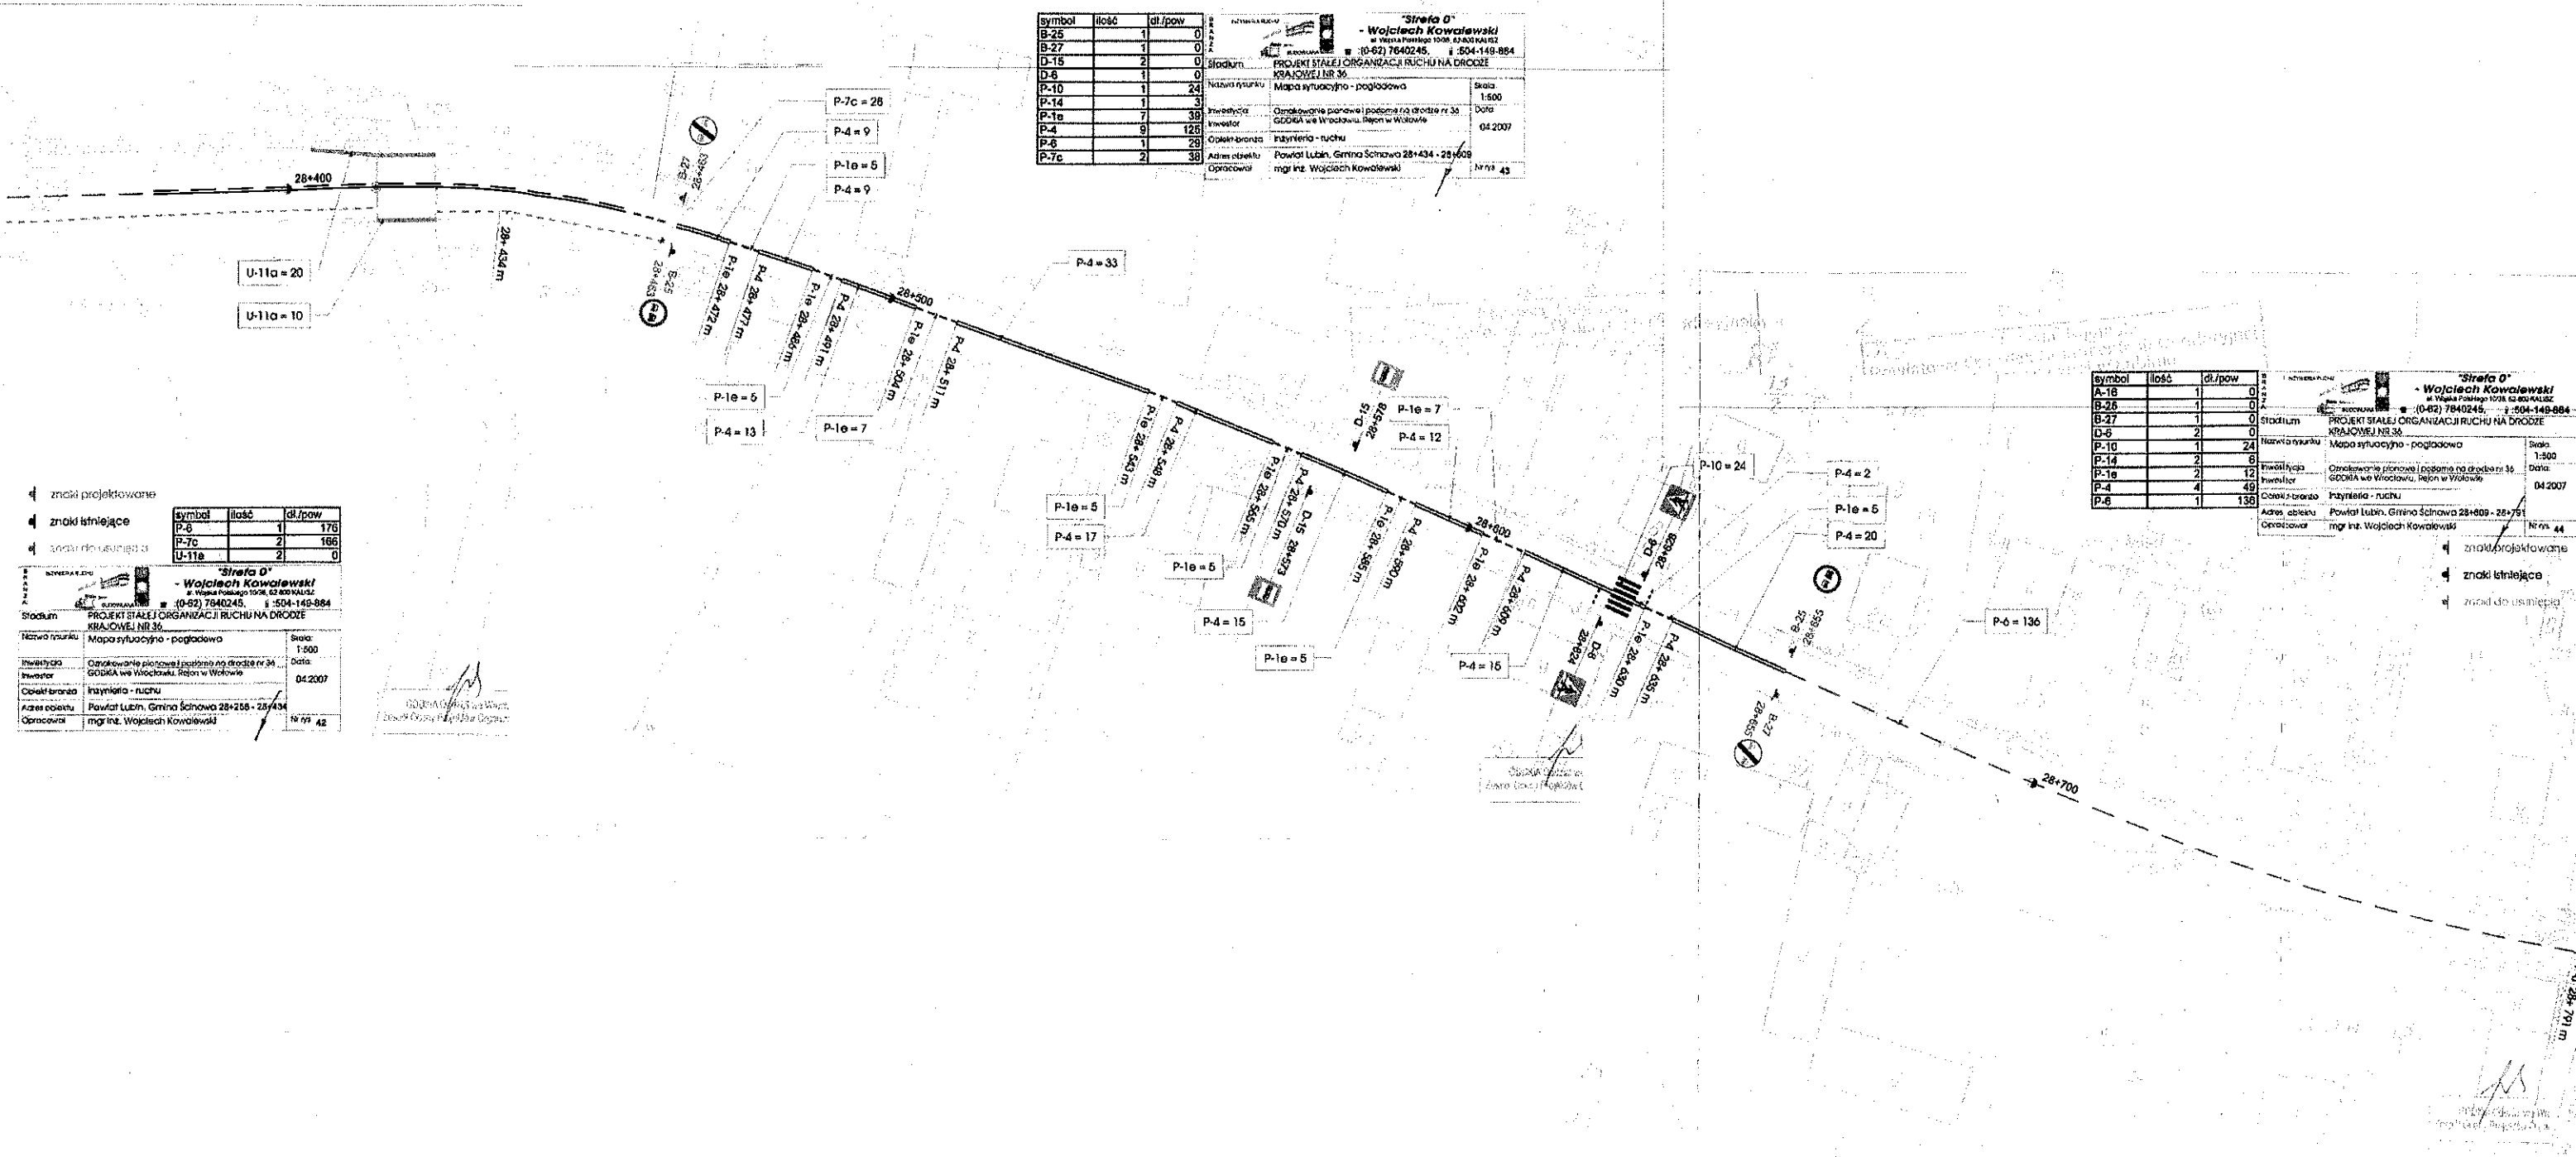 symbol ilość dł./pow
B-25 1 0
B-27 1 0
D-15 2 0
D-6 1 0
P-10 1 24
P-14 1 3
P-1e 7 39
P-4 9 125
P-6 1 29
P-7c 2 38
"Strefa 0"
- Wojciech Kowalewski
(0-62) 7640245, 504-149-884
Stadium PROJEKT STAŁEJ ORGANIZACJI RUCHU NA DRODZE
KRAJOWEJ NR 36
Nazwa rysunku Mapa sytuacyjno - poglądowa Skala: 1:500
Inwestycja Oznakowanie pionowe i poziome na drodze nr 36 Data:
Inwestor GDDKiA we Wrocławiu, Rejon w Wołowie 04.2007
Obiekt-branża Inżynieria - ruchu
Adres obiektu Powiat Lubin, Gmina Ścinawa 28+434 - 28+609
Opracował mgr inż. Wojciech Kowalewski Nr rys 43
28+400
U-11a = 20
U-11a = 10
28+434 m
B-27
28+463
B-25
28+463
P-7c = 26
P-4 = 9
P-1e = 5
P-4 = 9
P-1e 28+472 m
P-4 28+477 m
P-1e 28+486 m
P-4 28+491 m
28+500
P-1e 28+504 m
P-4 28+511 m
P-1e = 5
P-4 = 13
P-1e = 7
P-4 = 33
P-1e 28+543 m
P-4 28+548 m
P-1e = 5
P-4 = 17
P-1e 28+565 m
P-4 28+570 m
D-15 28+573
D-15
28+578
P-1e = 7
P-4 = 12
P-1e = 5
P-4 = 15
P-1e = 5
P-1e 28+585 m
P-4 28+590 m
28+600
P-1e 28+602 m
P-4 28+609 m
P-4 = 15
D-6
28+624
D-6
28+629
P-1e 28+630 m
P-4 28+635 m
P-10 = 24
P-4 = 2
P-1e = 5
P-4 = 20
B-25
28+655
B-27
28+655
P-6 = 136
28+700
28+791 m
znaki projektowane
znaki istniejące
symbol ilość dł./pow
P-6 1 176
P-7c 2 166
U-11a 2 0
"Strefa 0"
- Wojciech Kowalewski
(0-62) 7640245, 504-149-884
Stadium PROJEKT STAŁEJ ORGANIZACJI RUCHU NA DRODZE
KRAJOWEJ NR 36
Nazwa rysunku Mapa sytuacyjno - poglądowa Skala: 1:500
Inwestycja Oznakowanie pionowe i poziome na drodze nr 36 Data:
Inwestor GDDKiA we Wrocławiu, Rejon w Wołowie 04.2007
Obiekt-branża Inżynieria - ruchu
Adres obiektu Powiat Lubin, Gmina Ścinawa 28+258 - 28+434
Opracował mgr inż. Wojciech Kowalewski Nr rys 42
symbol ilość dł./pow
A-16 1 0
B-25 1 0
B-27 1 0
D-6 2 0
P-10 1 24
P-14 2 6
P-1e 2 12
P-4 4 49
P-6 1 136
"Strefa 0"
- Wojciech Kowalewski
(0-62) 7640245, 504-149-884
Stadium PROJEKT STAŁEJ ORGANIZACJI RUCHU NA DRODZE
KRAJOWEJ NR 36
Nazwa rysunku Mapa sytuacyjno - poglądowa Skala: 1:500
Inwestycja Oznakowanie pionowe i poziome na drodze nr 36 Data:
Inwestor GDDKiA we Wrocławiu, Rejon w Wołowie 04.2007
Obiekt-branża Inżynieria - ruchu
Adres obiektu Powiat Lubin, Gmina Ścinawa 28+609 - 28+791
Opracował mgr inż. Wojciech Kowalewski Nr rys 44
znaki projektowane
znaki istniejące
znaki do usunięcia